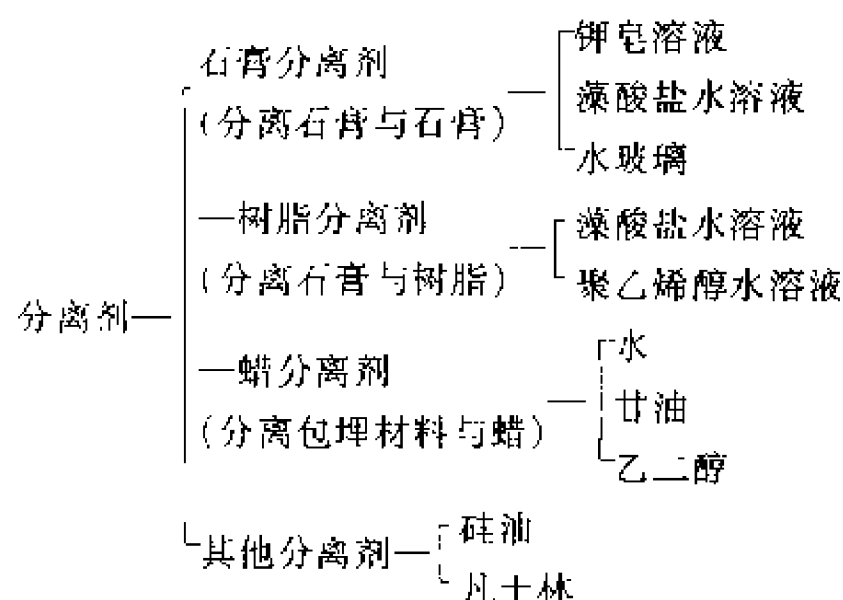 石膏分离剂
(分离石膏与石膏)
钾皂溶液
藻酸盐水溶液
水玻璃
树脂分离剂
(分离石膏与树脂)
藻酸盐水溶液
聚乙烯醇水溶液
分离剂
蜡分离剂
(分离包埋材料与蜡)
水
甘油
乙二醇
其他分离剂
硅油
凡士林